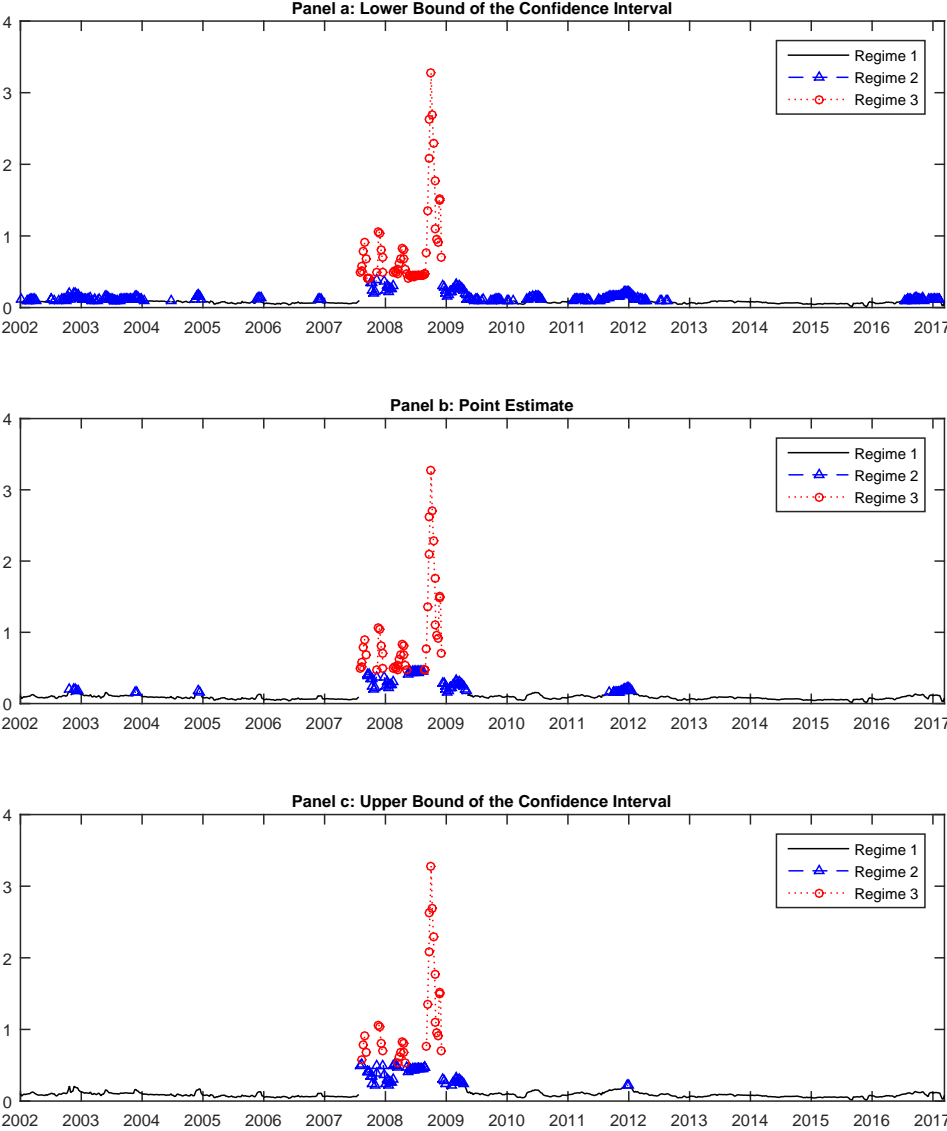 Panel a: Lower Bound of the Confidence Interval
4
3
2
1
0
Regime 1
Regime 2
Regime 3
2002 2003 2004 2005 2006 2007 2008 2009 2010 2011 2012 2013 2014 2015 2016 2017
Panel b: Point Estimate
4
3
2
1
0
Regime 1
Regime 2
Regime 3
2002 2003 2004 2005 2006 2007 2008 2009 2010 2011 2012 2013 2014 2015 2016 2017
Panel c: Upper Bound of the Confidence Interval
4
3
2
1
0
Regime 1
Regime 2
Regime 3
2002 2003 2004 2005 2006 2007 2008 2009 2010 2011 2012 2013 2014 2015 2016 2017